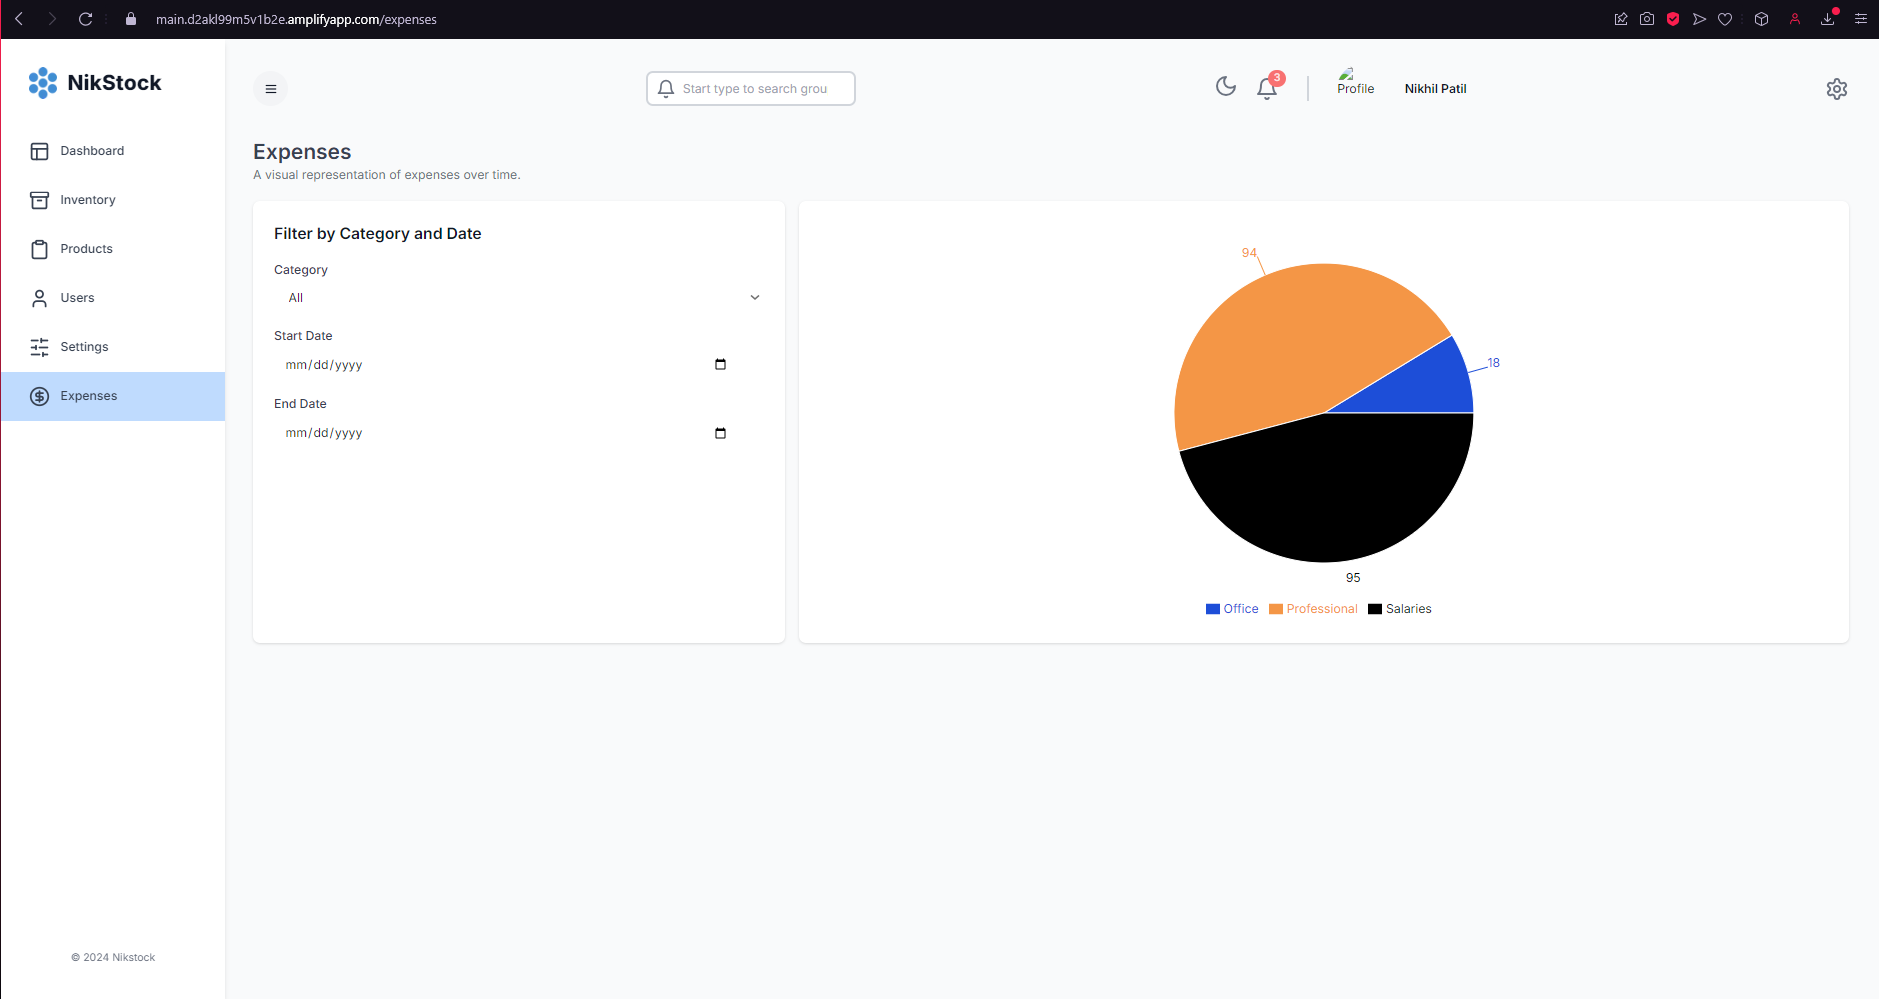 main.d2akl99m5v1b2e.amplifyapp.com/expenses
NikStock
Start type to search grou
3
Profile
Nikhil Patil
Dashboard
Inventory
Products
Users
Settings
Expenses
© 2024 Nikstock
Expenses
A visual representation of expenses over time.
Filter by Category and Date
Category
All
Start Date
mm/dd/yyyy
End Date
mm/dd/yyyy
94
18
95
Office Professional Salaries